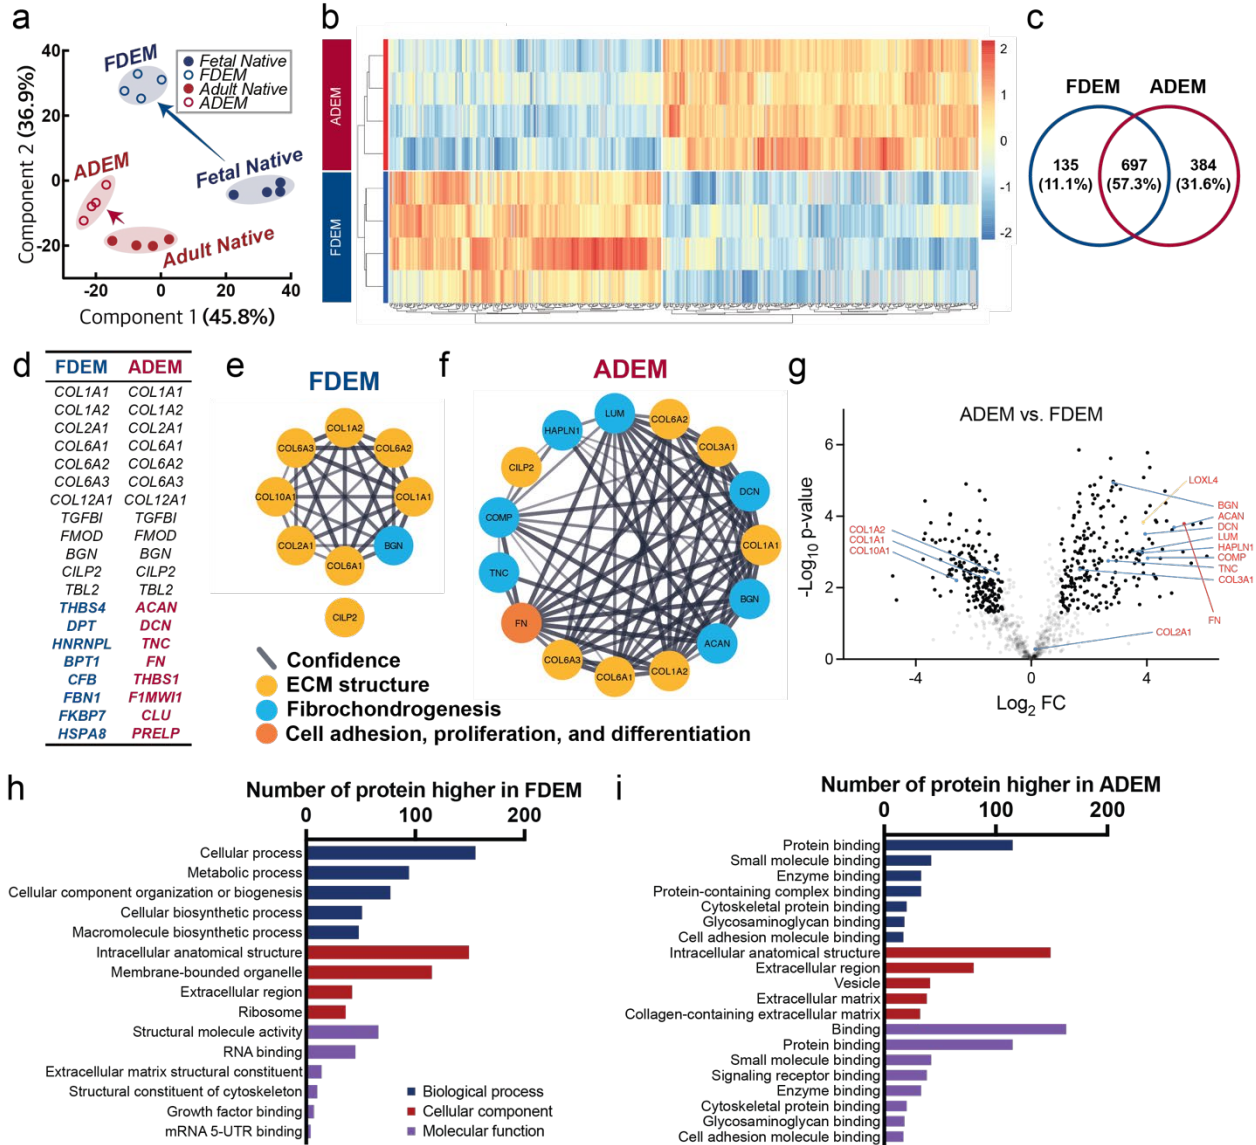 a
40
20
0
-20
-20
0
20
40
Component 2 (36.9%)
Component 1 (45.8%)
FDEM
Fetal Native
FDEM
Adult Native
ADEM
ADEM
Fetal Native
Adult Native
b
ADEM
FDEM
2
1
0
-1
-2
c
FDEM
ADEM
135
(11.1%)
697
(57.3%)
384
(31.6%)
d
FDEM ADEM
COL1A1 COL1A1
COL1A2 COL1A2
COL2A1 COL2A1
COL6A1 COL6A1
COL6A2 COL6A2
COL6A3 COL6A3
COL12A1 COL12A1
TGFBI TGFBI
FMOD FMOD
BGN BGN
CILP2 CILP2
TBL2 TBL2
THBS4 ACAN
DPT DCN
HNRNPL TNC
BPT1 FN
CFB THBS1
FBN1 F1MWI1
FKBP7 CLU
HSPA8 PRELP
e
FDEM
COL1A2
COL6A3
COL6A2
COL10A1
COL1A1
COL2A1
BGN
COL6A1
CILP2
Confidence
ECM structure
Fibrochondrogenesis
Cell adhesion, proliferation, and differentiation
f
ADEM
LUM
HAPLN1
COL6A2
COL3A1
CILP2
DCN
COMP
COL1A1
TNC
BGN
FN
ACAN
COL6A3
COL6A1
COL1A2
g
ADEM vs. FDEM
6
4
2
0
-Log10 p-value
-4
0
4
Log2 FC
COL1A2
COL1A1
COL10A1
LOXL4
BGN
ACAN
DCN
LUM
HAPLN1
COMP
TNC
COL3A1
FN
COL2A1
h
Number of protein higher in FDEM
0
100
200
Cellular process
Metabolic process
Cellular component organization or biogenesis
Cellular biosynthetic process
Macromolecule biosynthetic process
Intracellular anatomical structure
Membrane-bounded organelle
Extracellular region
Ribosome
Structural molecule activity
RNA binding
Extracellular matrix structural constituent
Structural constituent of cytoskeleton
Growth factor binding
mRNA 5-UTR binding
Biological process
Cellular component
Molecular function
i
Number of protein higher in ADEM
0
100
200
Protein binding
Small molecule binding
Enzyme binding
Protein-containing complex binding
Cytoskeletal protein binding
Glycosaminoglycan binding
Cell adhesion molecule binding
Intracellular anatomical structure
Extracellular region
Vesicle
Extracellular matrix
Collagen-containing extracellular matrix
Binding
Protein binding
Small molecule binding
Signaling receptor binding
Enzyme binding
Cytoskeletal protein binding
Glycosaminoglycan binding
Cell adhesion molecule binding